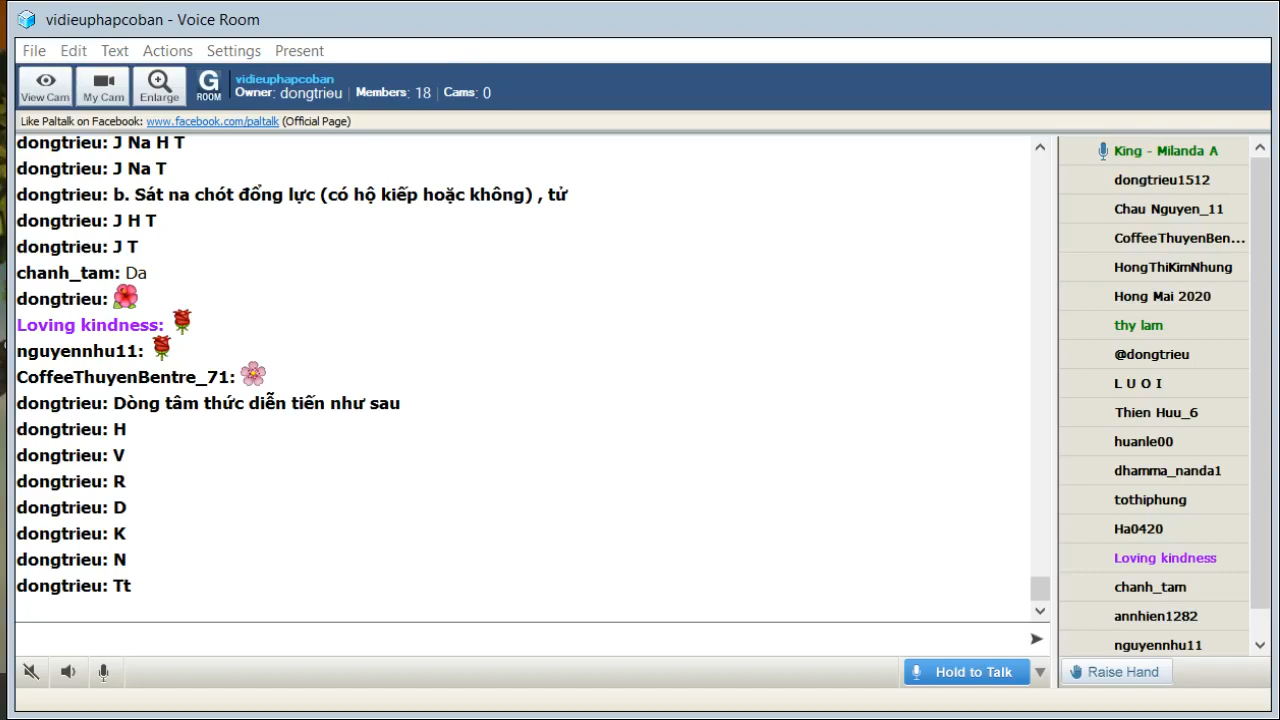 vidieuphapcoban - Voice Room
File Edit Text Actions Settings Present
View Cam
My Cam
Enlarge
G
ROOM
vidieuphapcoban
Owner: dongtrieu | Members: 18 | Cams: 0
Like Paltalk on Facebook: www.facebook.com/paltalk (Official Page)
dongtrieu: J Na H T
dongtrieu: J Na T
dongtrieu: b. Sát na chót đổng lực (có hộ kiếp hoặc không) , tử
dongtrieu: J H T
dongtrieu: J T
chanh_tam: Da
dongtrieu:
Loving kindness:
nguyennhu11:
CoffeeThuyenBentre_71:
dongtrieu: Dòng tâm thức diễn tiến như sau
dongtrieu: H
dongtrieu: V
dongtrieu: R
dongtrieu: D
dongtrieu: K
dongtrieu: N
dongtrieu: Tt
Hold to Talk
King - Milanda A
dongtrieu1512
Chau Nguyen_11
CoffeeThuyenBen...
HongThiKimNhung
Hong Mai 2020
thy lam
@dongtrieu
L U O I
Thien Huu_6
huanle00
dhamma_nanda1
tothiphung
Ha0420
Loving kindness
chanh_tam
annhien1282
nguyennhu11
Raise Hand